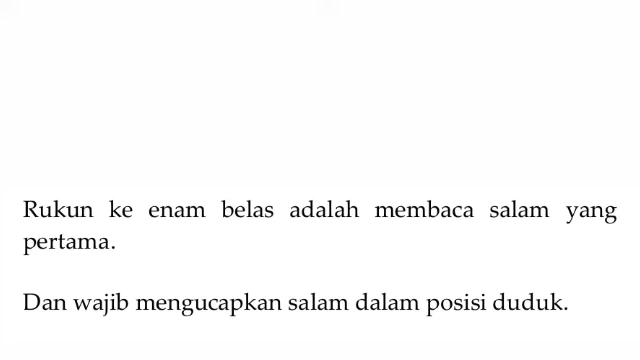 Rukun ke enam belas adalah membaca salam yang
pertama.
Dan wajib mengucapkan salam dalam posisi duduk.